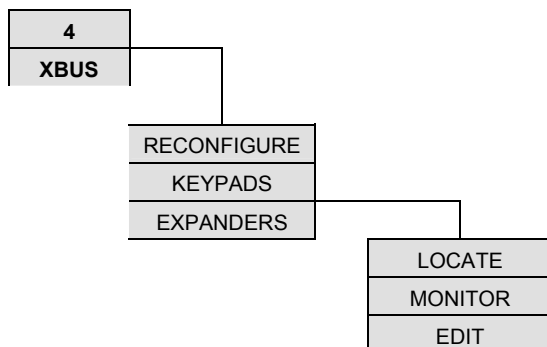 4
XBUS
RECONFIGURE
KEYPADS
EXPANDERS
LOCATE
MONITOR
EDIT